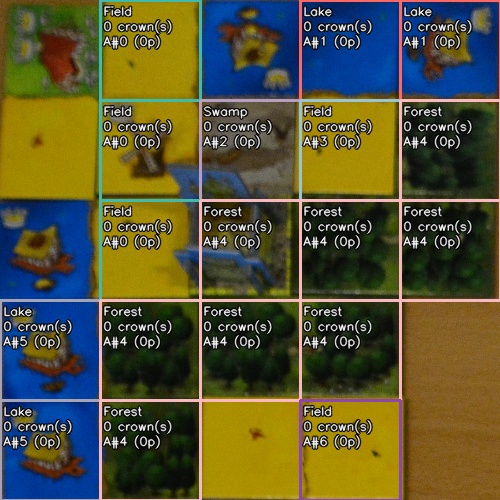 Field
0 crown(s)
A#0 (0p)
Lake
0 crown(s)
A#1 (0p)
Lake
0 crown(s)
A#1 (0p)
Field
0 crown(s)
A#0 (0p)
Swamp
0 crown(s)
A#2 (0p)
Field
0 crown(s)
A#3 (0p)
Forest
0 crown(s)
A#4 (0p)
Field
0 crown(s)
A#0 (0p)
Forest
0 crown(s)
A#4 (0p)
Forest
0 crown(s)
A#4 (0p)
Forest
0 crown(s)
A#4 (0p)
Lake
0 crown(s)
A#5 (0p)
Forest
0 crown(s)
A#4 (0p)
Forest
0 crown(s)
A#4 (0p)
Forest
0 crown(s)
A#4 (0p)
Lake
0 crown(s)
A#5 (0p)
Forest
0 crown(s)
A#4 (0p)
Field
0 crown(s)
A#6 (0p)